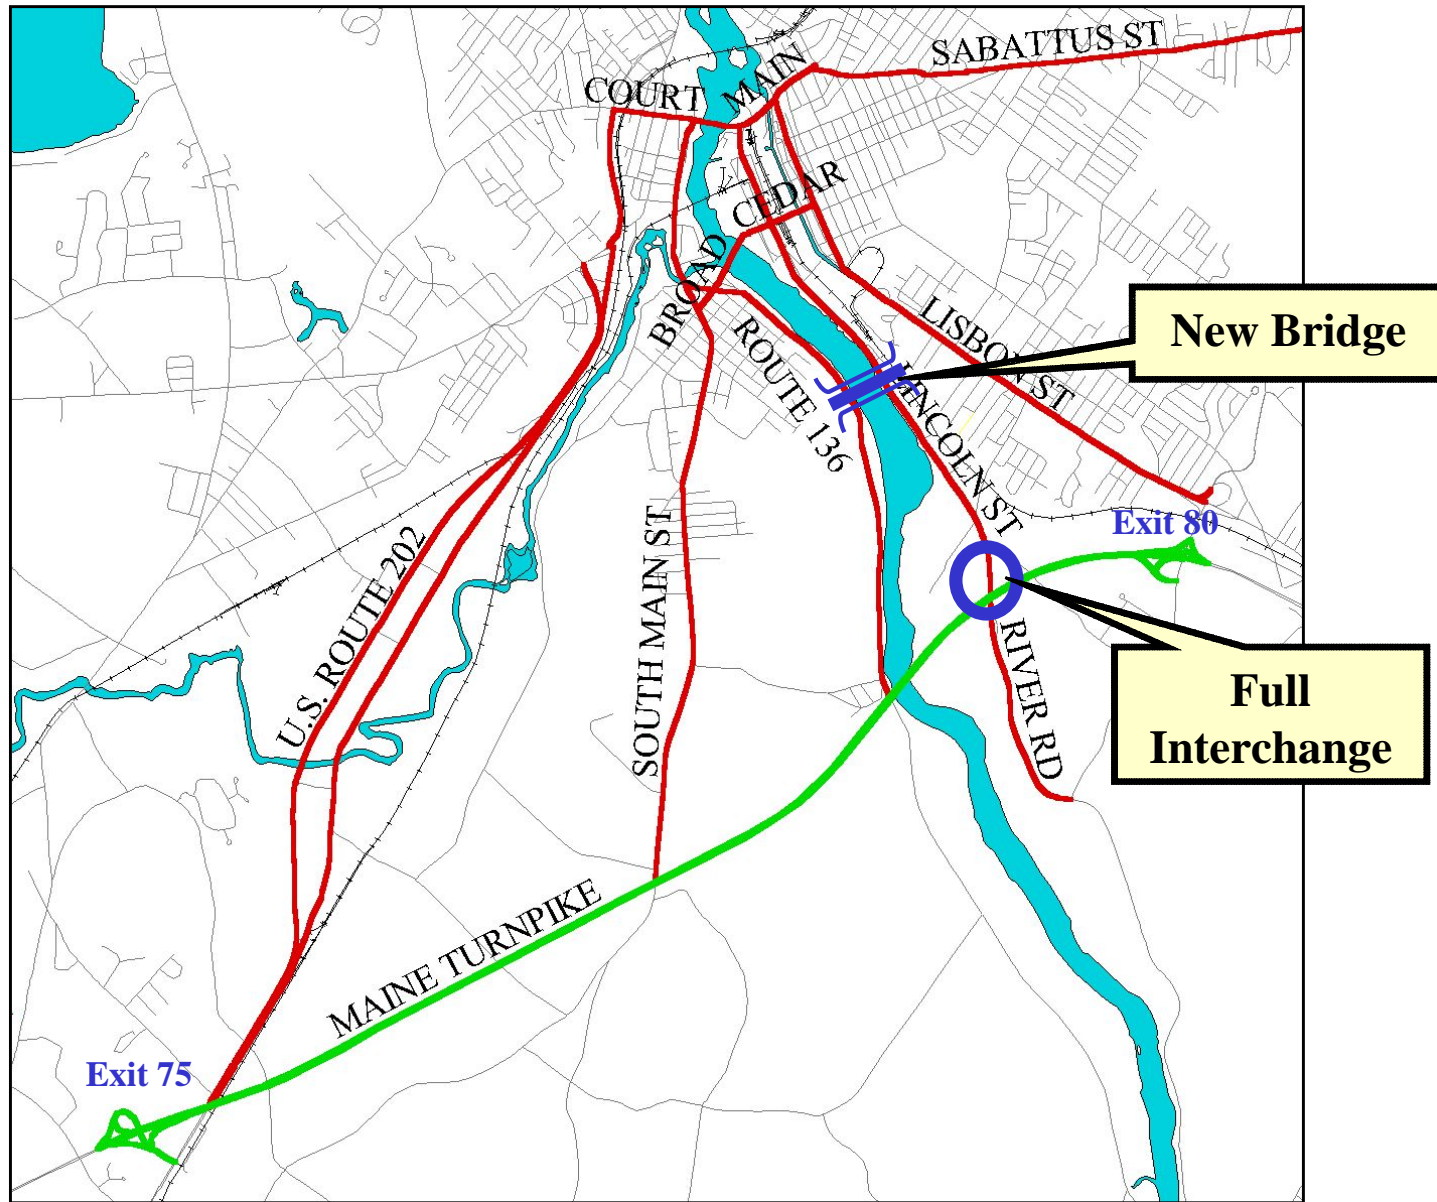 SABATTUS ST
COURT
MAIN
CEDAR
BROAD
New Bridge
LISBON ST
ROUTE 136
LINCOLN ST
Exit 80
U.S. ROUTE 202
SOUTH MAIN ST
RIVER RD
Full
Interchange
MAINE TURNPIKE
Exit 75